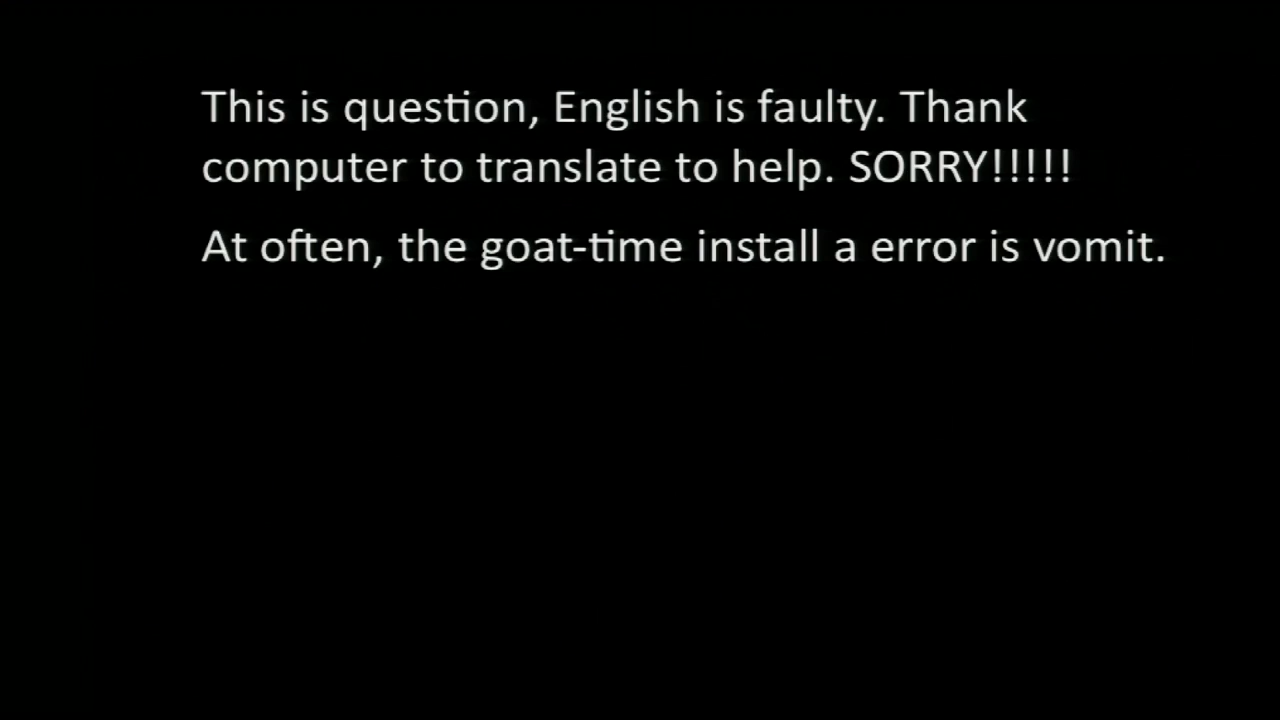 This is question, English is faulty. Thank
computer to translate to help. SORRY!!!!!
At often, the goat-time install a error is vomit.